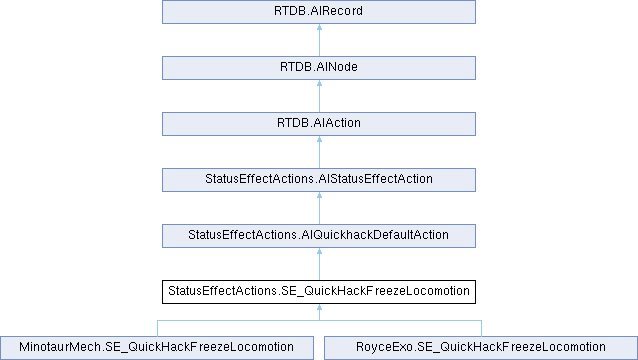 RTDB.AIRecord
RTDB.AINode
RTDB.AIAction
StatusEffectActions.AIStatusEffectAction
StatusEffectActions.AIQuickhackDefaultAction
StatusEffectActions.SE_QuickHackFreezeLocomotion
MinotaurMech.SE_QuickHackFreezeLocomotion
RoyceExo.SE_QuickHackFreezeLocomotion